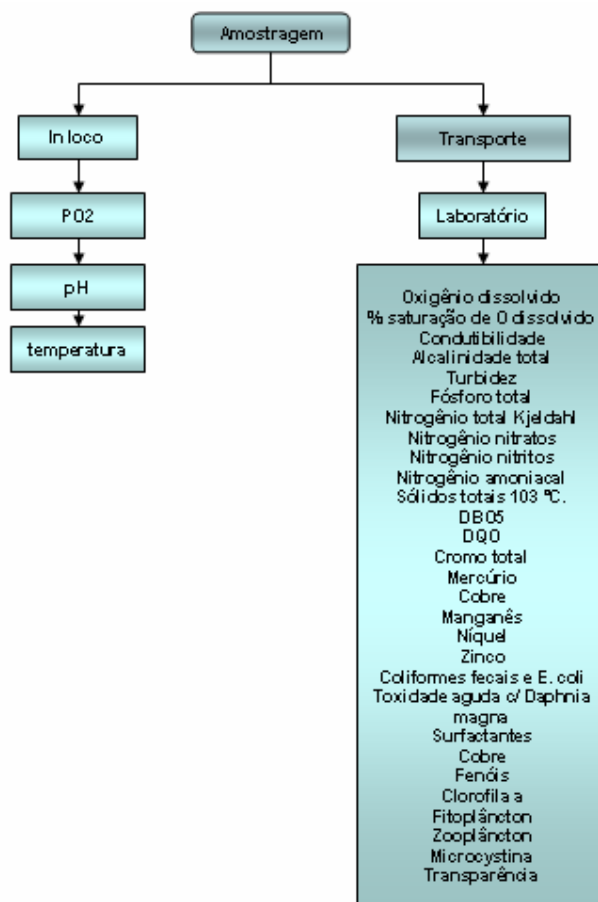 Amostragem
In loco
Transporte
PO2
Laboratório
pH
temperatura
Oxigênio dissolvido
% saturação de O dissolvido
Condutibilidade
Alcalinidade total
Turbidez
Fósforo total
Nitrogênio total Kjeldahl
Nitrogênio nitratos
Nitrogênio nitritos
Nitrogênio amoniacal
Sólidos totais 103 ºC.
DBO5
DQO
Cromo total
Mercúrio
Cobre
Manganês
Níquel
Zinco
Coliformes fecais e E. coli
Toxidade aguda c/ Daphnia
magna
Surfactantes
Cobre
Fenóis
Clorofila a
Fitoplâncton
Zooplâncton
Microcystina
Transparência